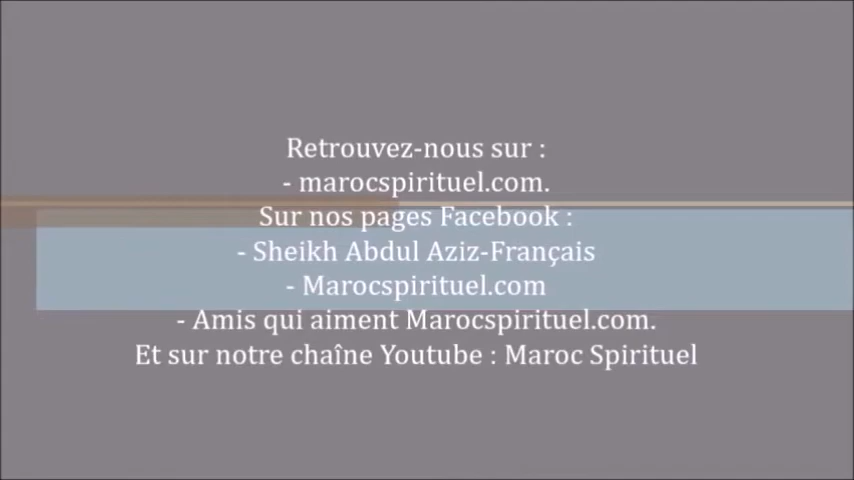 Retrouvez-nous sur :
- marocspirituel.com.
Sur nos pages Facebook :
- Sheikh Abdul Aziz-Français
- Marocspirituel.com
- Amis qui aiment Marocspirituel.com.
Et sur notre chaîne Youtube : Maroc Spirituel